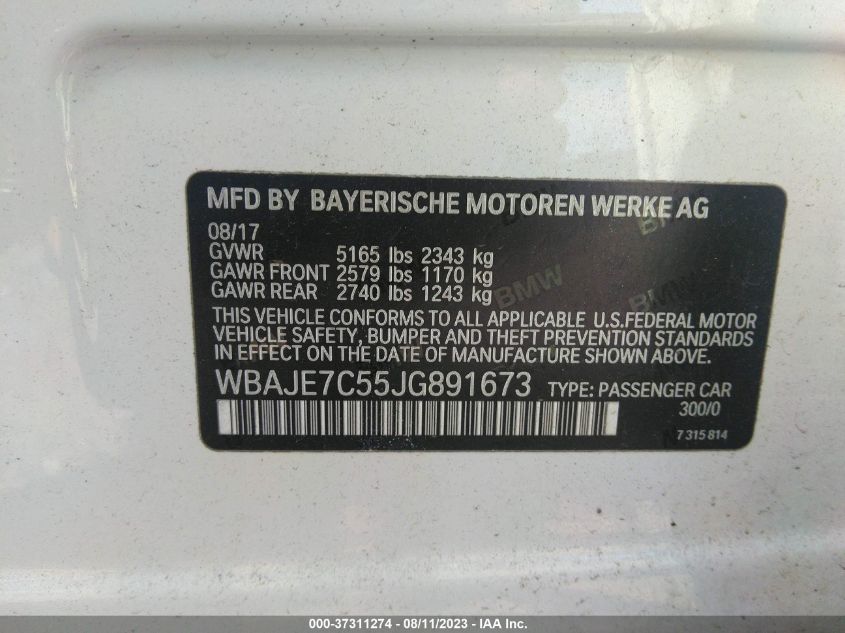 MFD BY BAYERISCHE MOTOREN WERKE AG
08/17
GVWR 5165 lbs 2343 kg
GAWR FRONT 2579 lbs 1170 kg
GAWR REAR 2740 lbs 1243 kg
BMW
BMW
THIS VEHICLE CONFORMS TO ALL APPLICABLE U.S.FEDERAL MOTOR
VEHICLE SAFETY, BUMPER AND THEFT PREVENTION STANDARDS
IN EFFECT ON THE DATE OF MANUFACTURE SHOWN ABOVE.
WBAJE7C55JG891673 TYPE: PASSENGER CAR
300/0
7 315 814
000-37311274 - 08/11/2023 - IAA Inc.